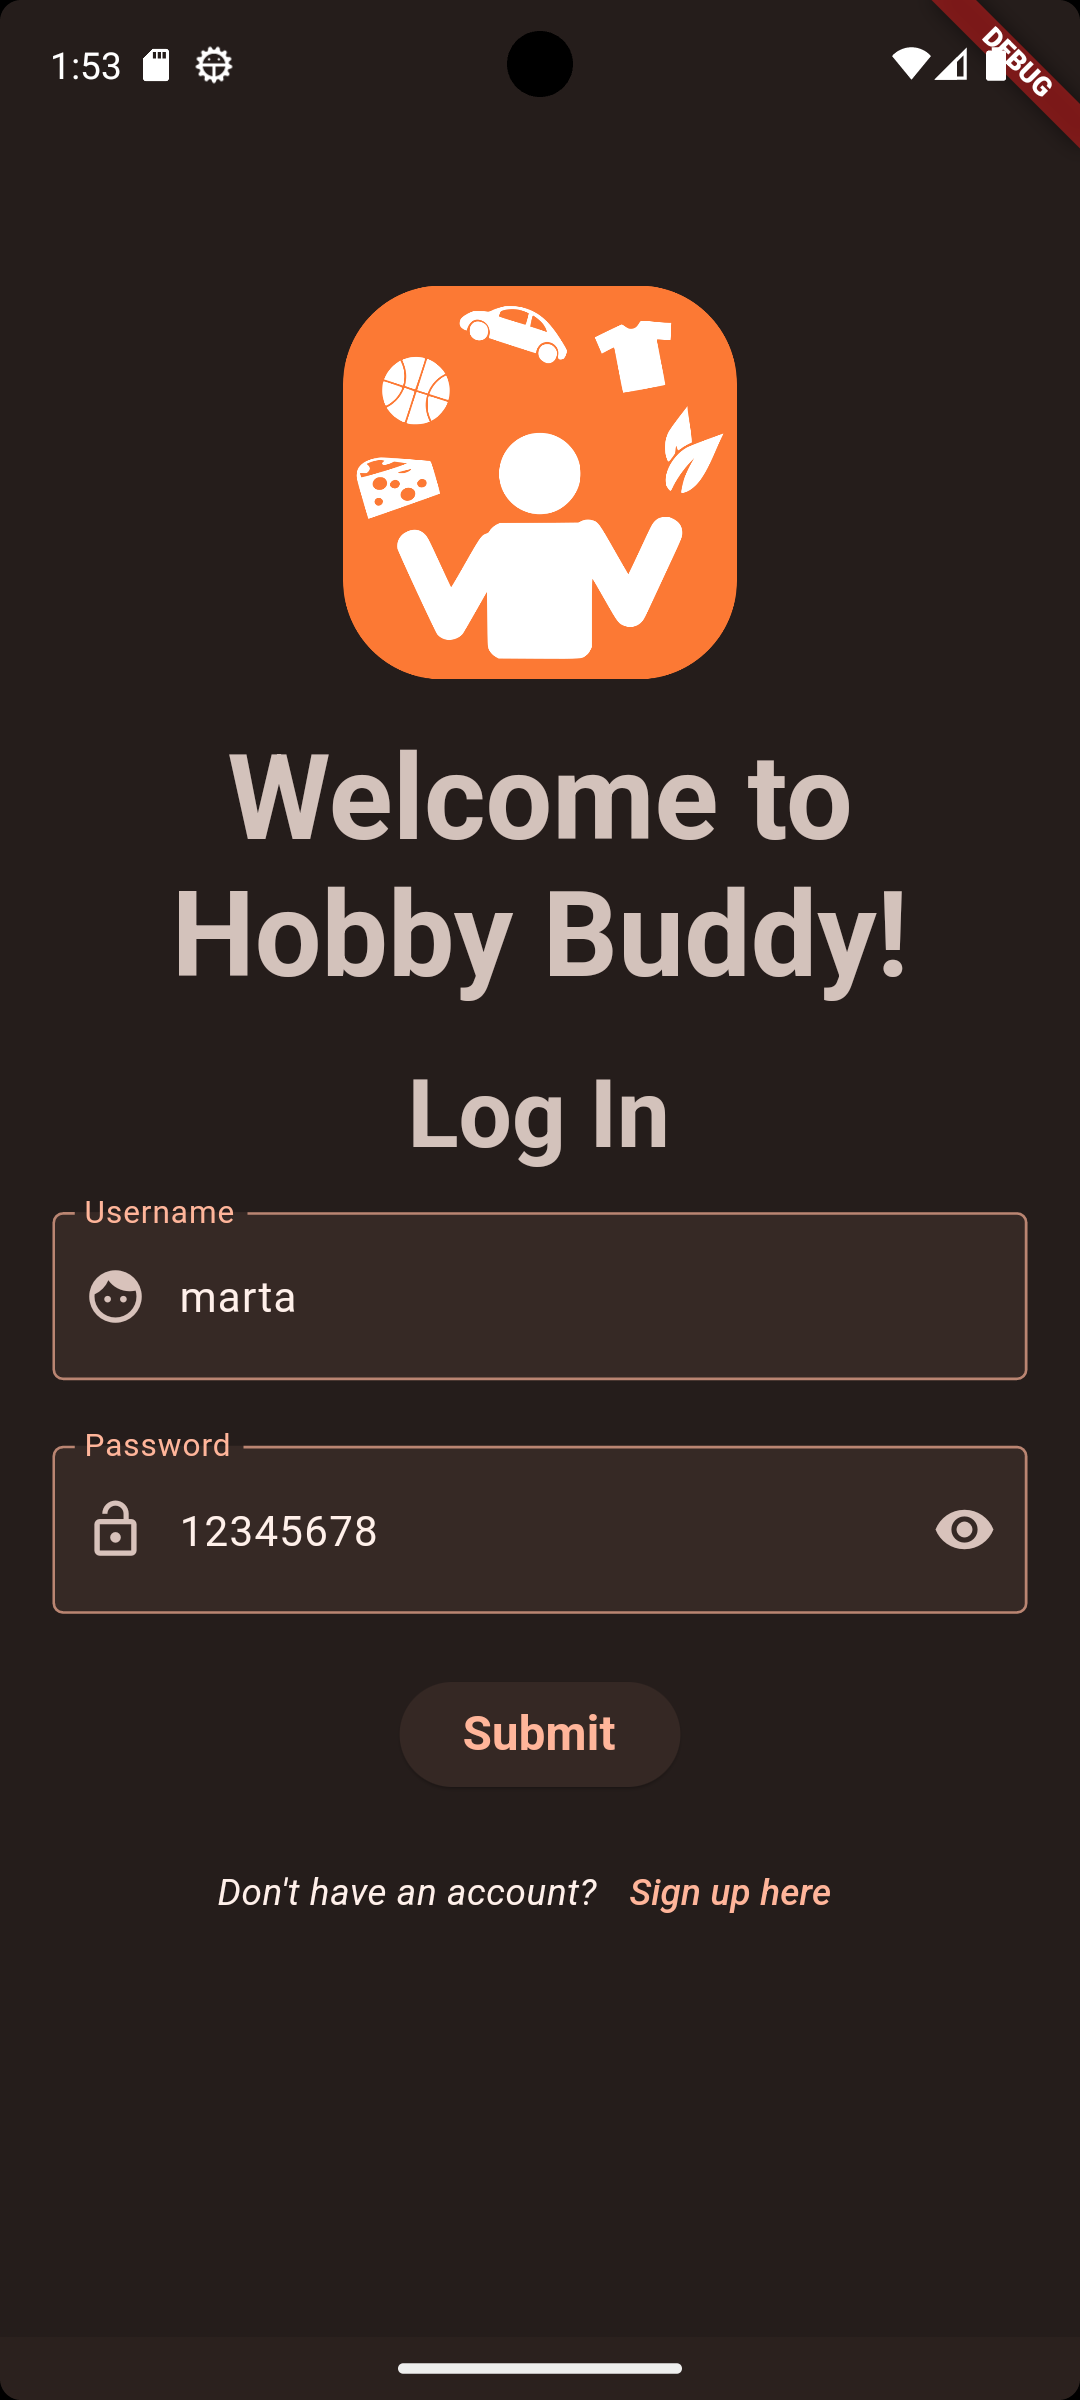 1:53
DEBUG
Welcome to
Hobby Buddy!
Log In
Username
marta
Password
12345678
Submit
Don't have an account? Sign up here